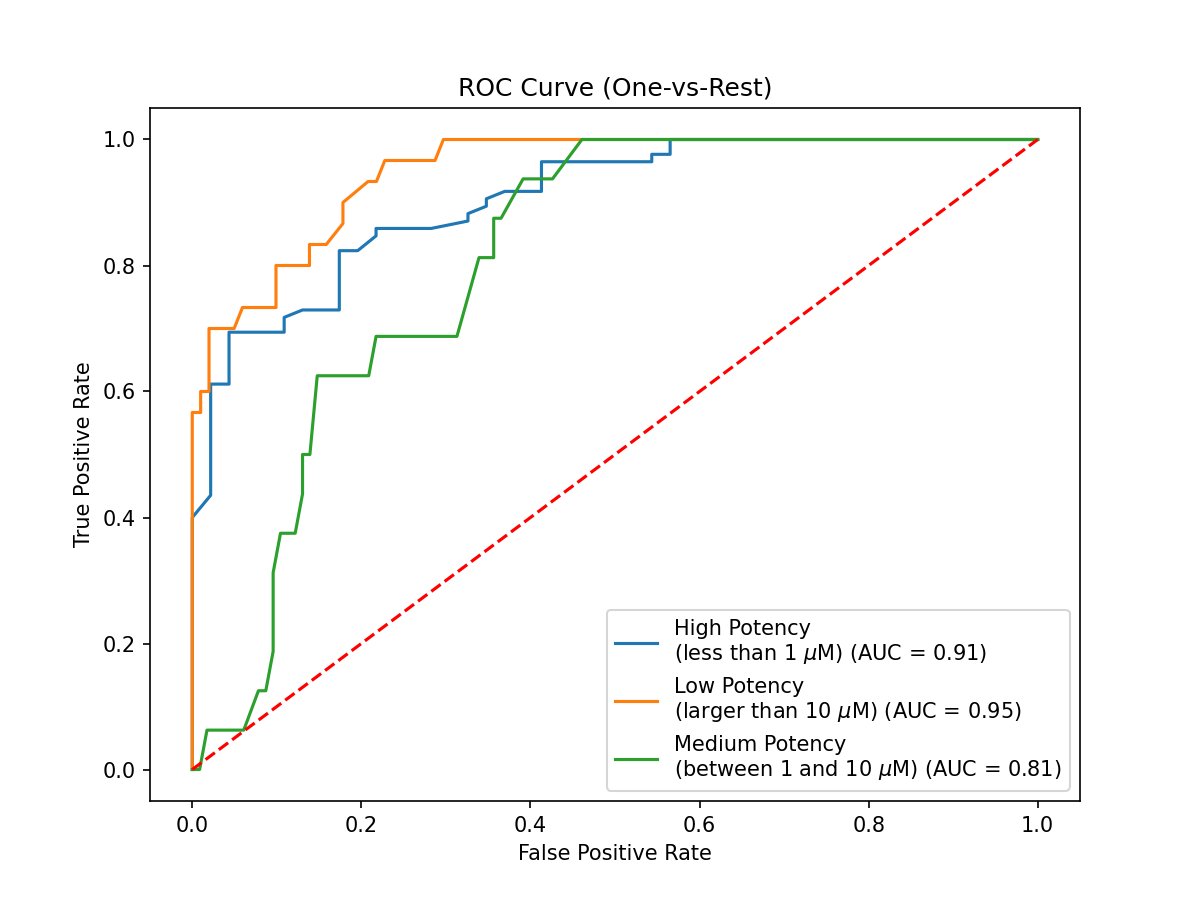 ROC Curve (One-vs-Rest)
True Positive Rate
1.0
0.8
0.6
0.4
0.2
0.0
High Potency
(less than 1 μM) (AUC = 0.91)
Low Potency
(larger than 10 μM) (AUC = 0.95)
Medium Potency
(between 1 and 10 μM) (AUC = 0.81)
0.0 0.2 0.4 0.6 0.8 1.0
False Positive Rate